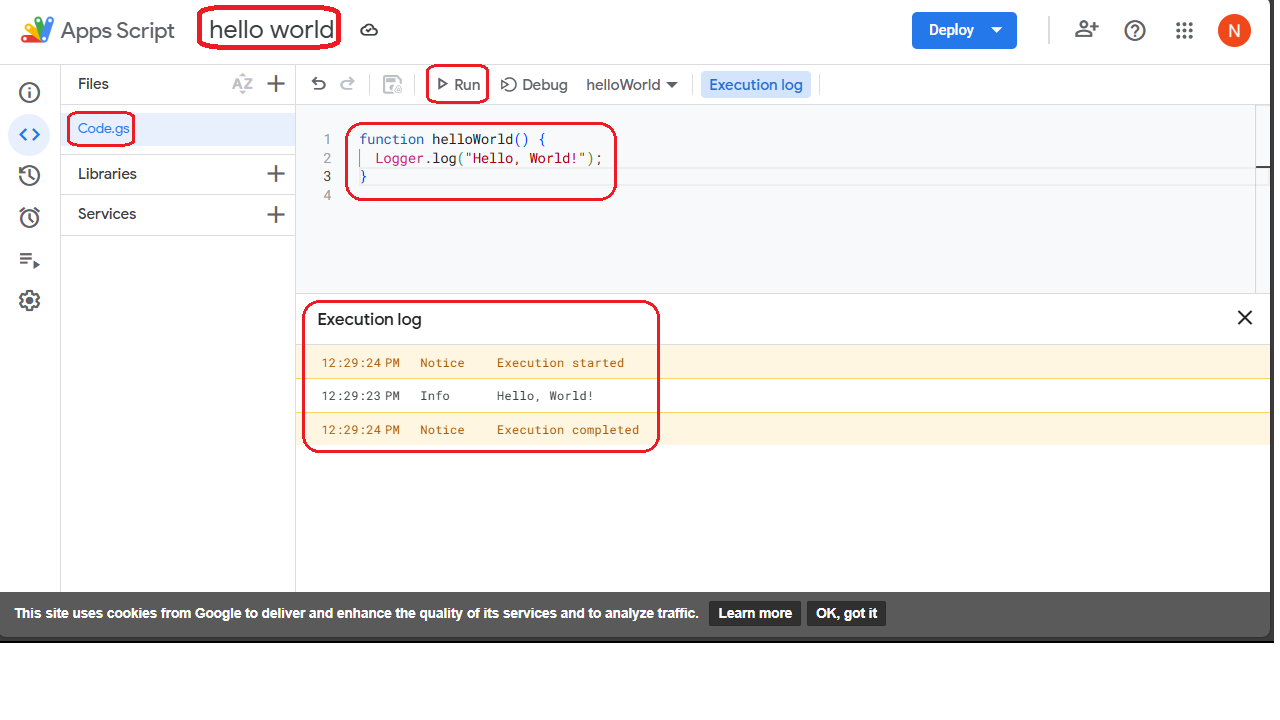 Apps Script hello world Deploy N
Files AZ Run Debug helloWorld Execution log
Code.gs
Libraries
Services
1 function helloWorld() {
2 Logger.log("Hello, World!");
3 }
4
Execution log
12:29:24 PM Notice Execution started
12:29:23 PM Info Hello, World!
12:29:24 PM Notice Execution completed
This site uses cookies from Google to deliver and enhance the quality of its services and to analyze traffic. Learn more OK, got it